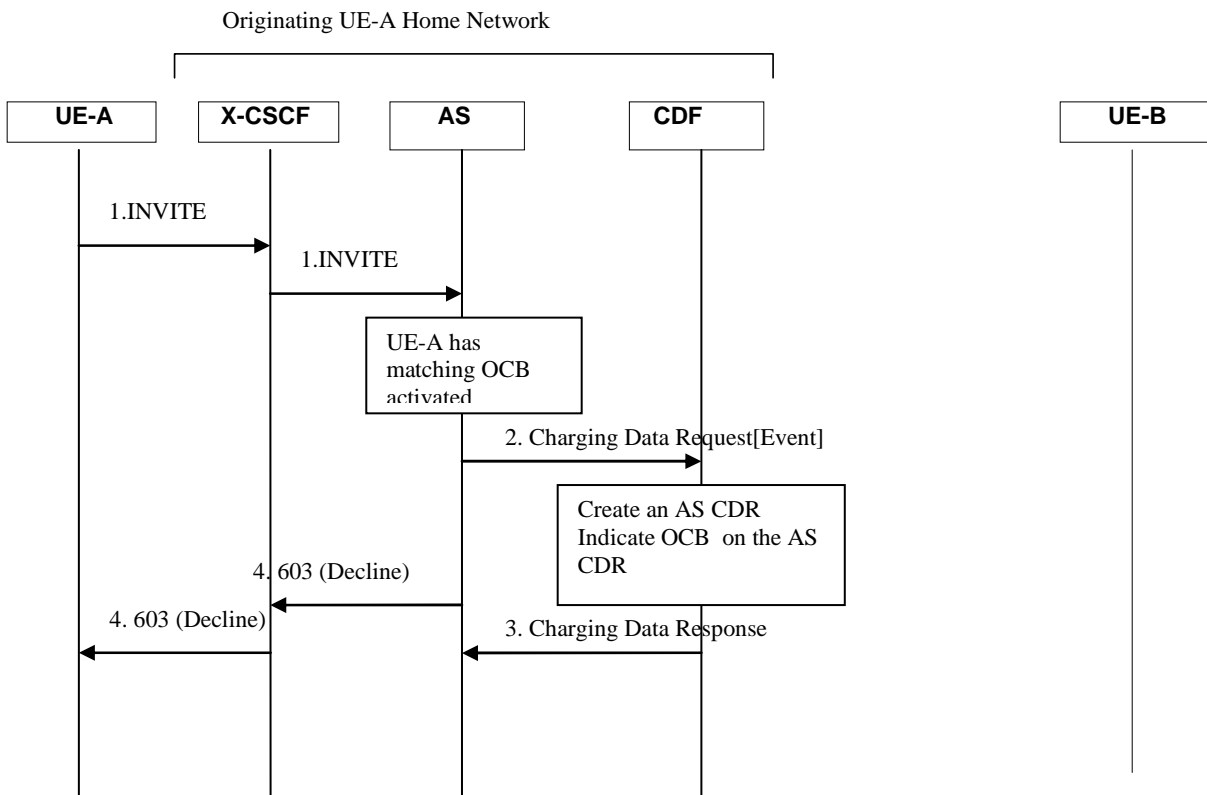 Originating UE-A Home Network
UE-A
X-CSCF
AS
CDF
UE-B
1.INVITE
1.INVITE
UE-A has
matching OCB
activated
2. Charging Data Request[Event]
Create an AS CDR
Indicate OCB on the AS
CDR
4. 603 (Decline)
4. 603 (Decline)
3. Charging Data Response